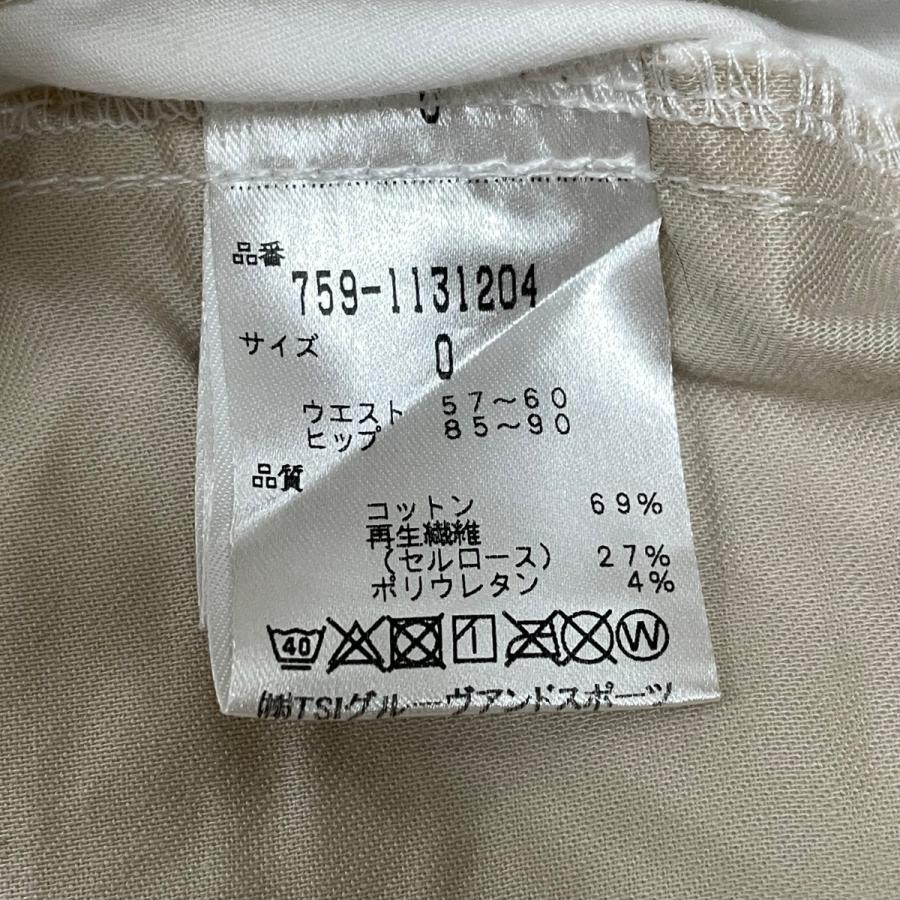 0
品番
759-1131204
サイズ 0
ウエスト 57～60
ヒップ 85～90
品質
コットン 69%
再生繊維
(セルロース) 27%
ポリウレタン 4%
40 W
㈱TSIグルーヴアンドスポーツ